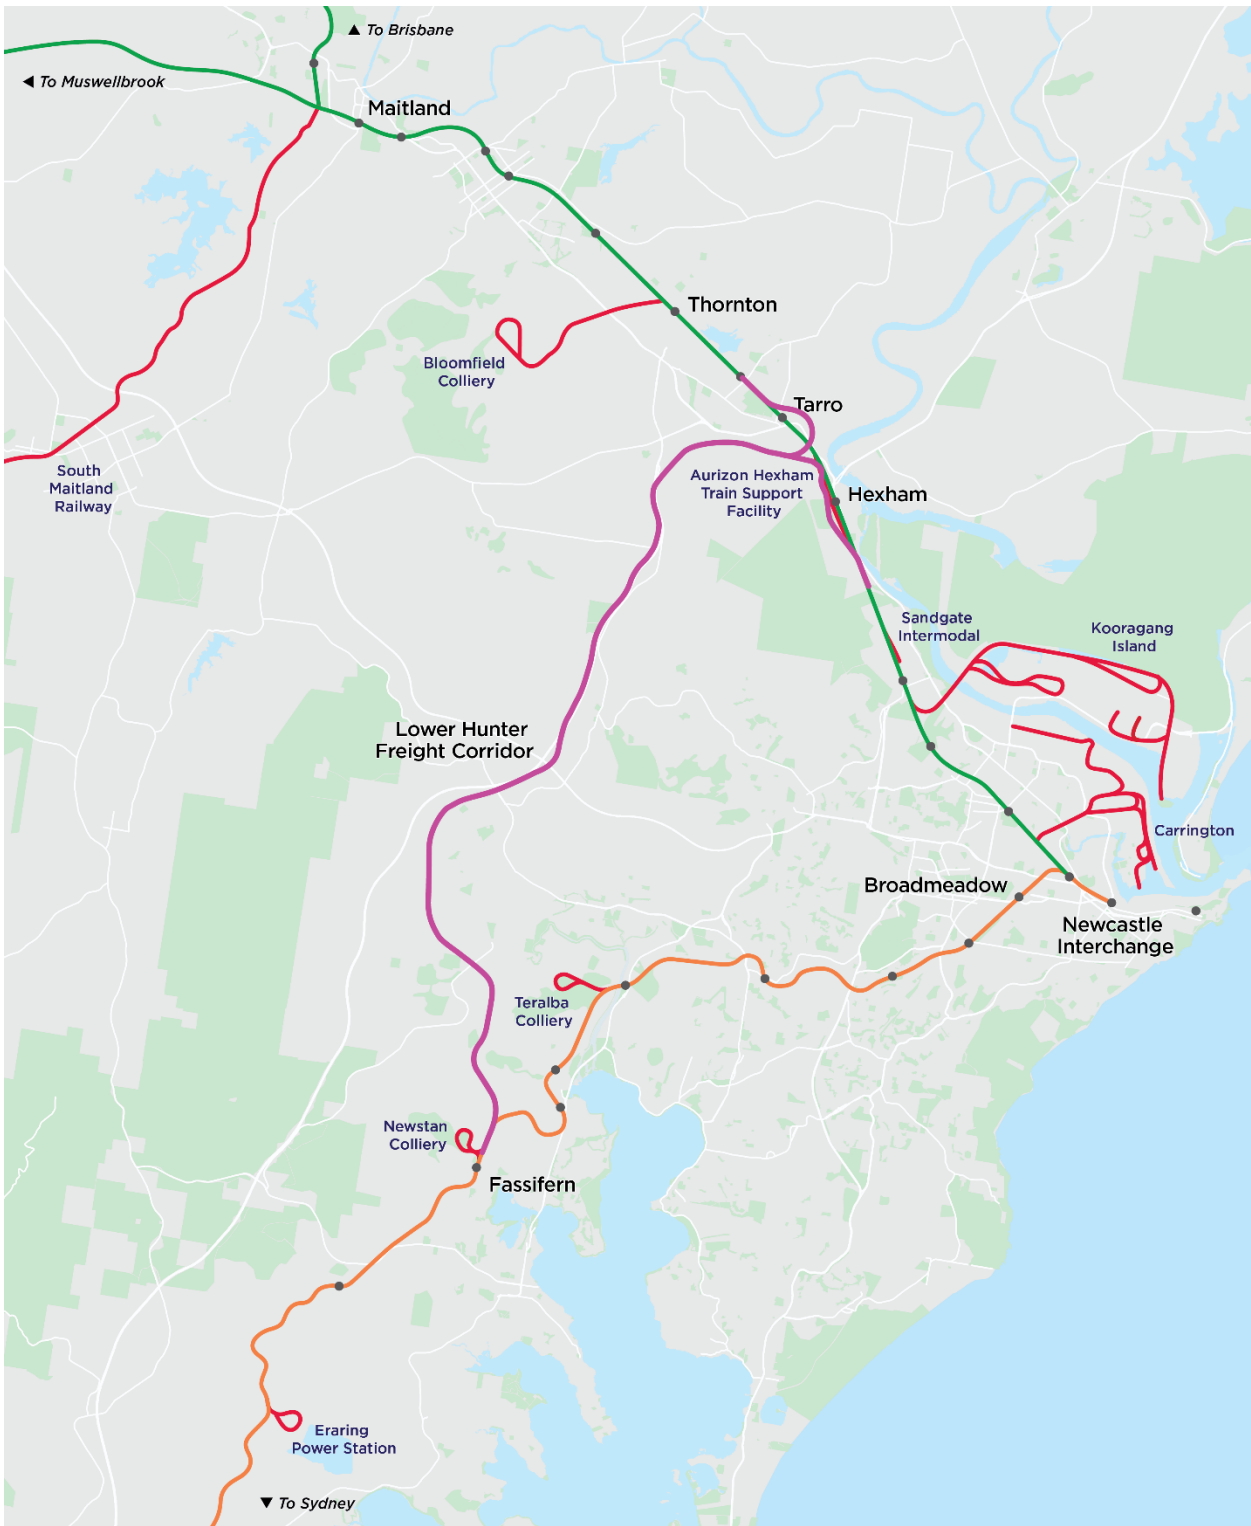 ▲ To Brisbane
◄ To Muswellbrook
Maitland
Thornton
Bloomfield
Colliery
Tarro
South
Maitland
Railway
Aurizon Hexham
Train Support
Facility
Hexham
Sandgate
Intermodal
Kooragang
Island
Lower Hunter
Freight Corridor
Carrington
Broadmeadow
Newcastle
Interchange
Teralba
Colliery
Newstan
Colliery
Fassifern
Eraring
Power Station
▼ To Sydney